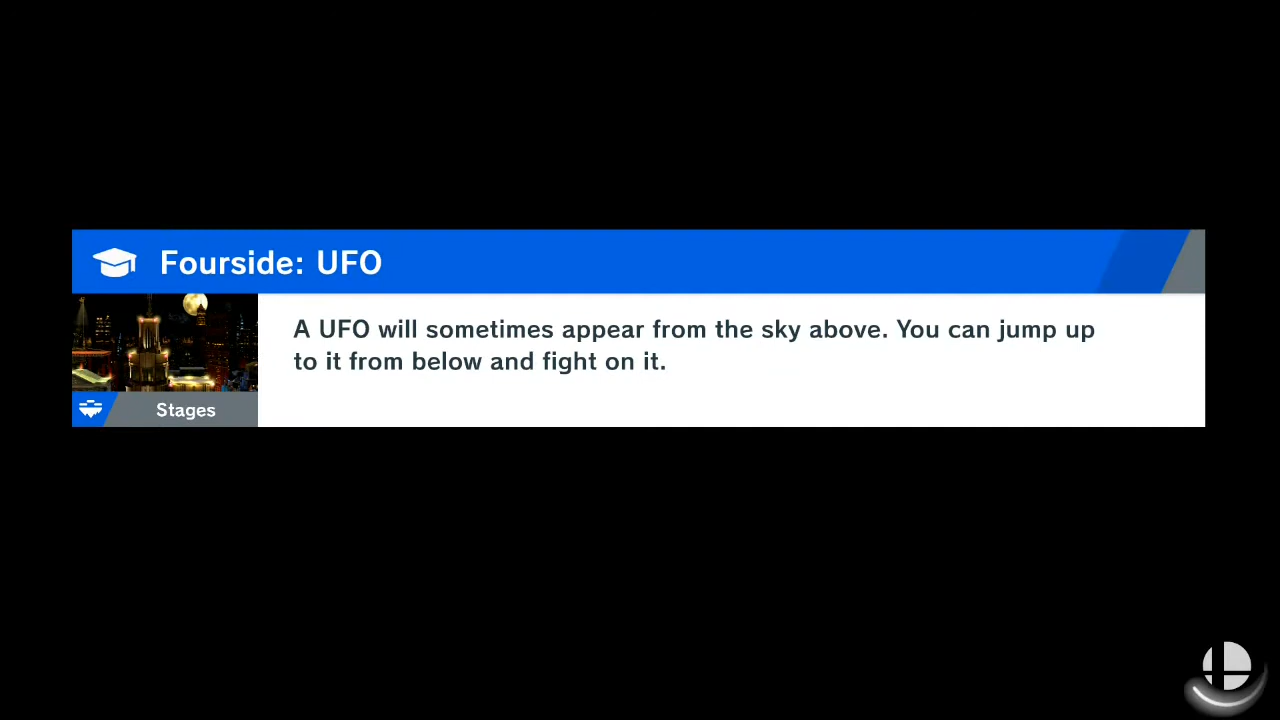 Fourside: UFO
A UFO will sometimes appear from the sky above. You can jump up
to it from below and fight on it.
Stages